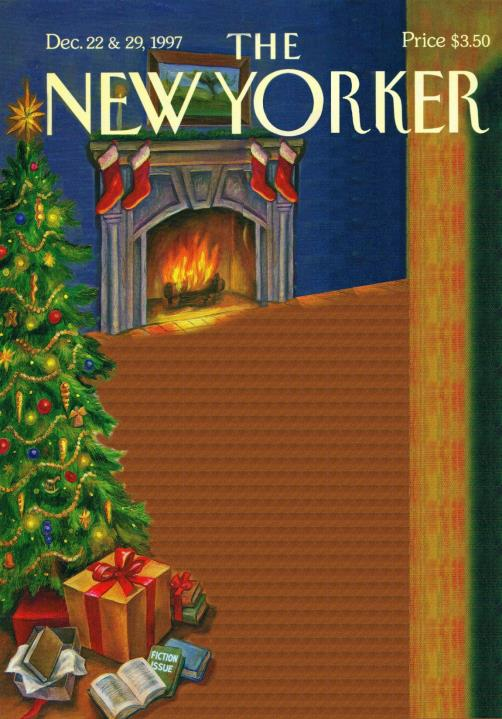 Dec. 22 & 29, 1997
THE
Price $3.50
NEW YORKER
FICTION
ISSUE